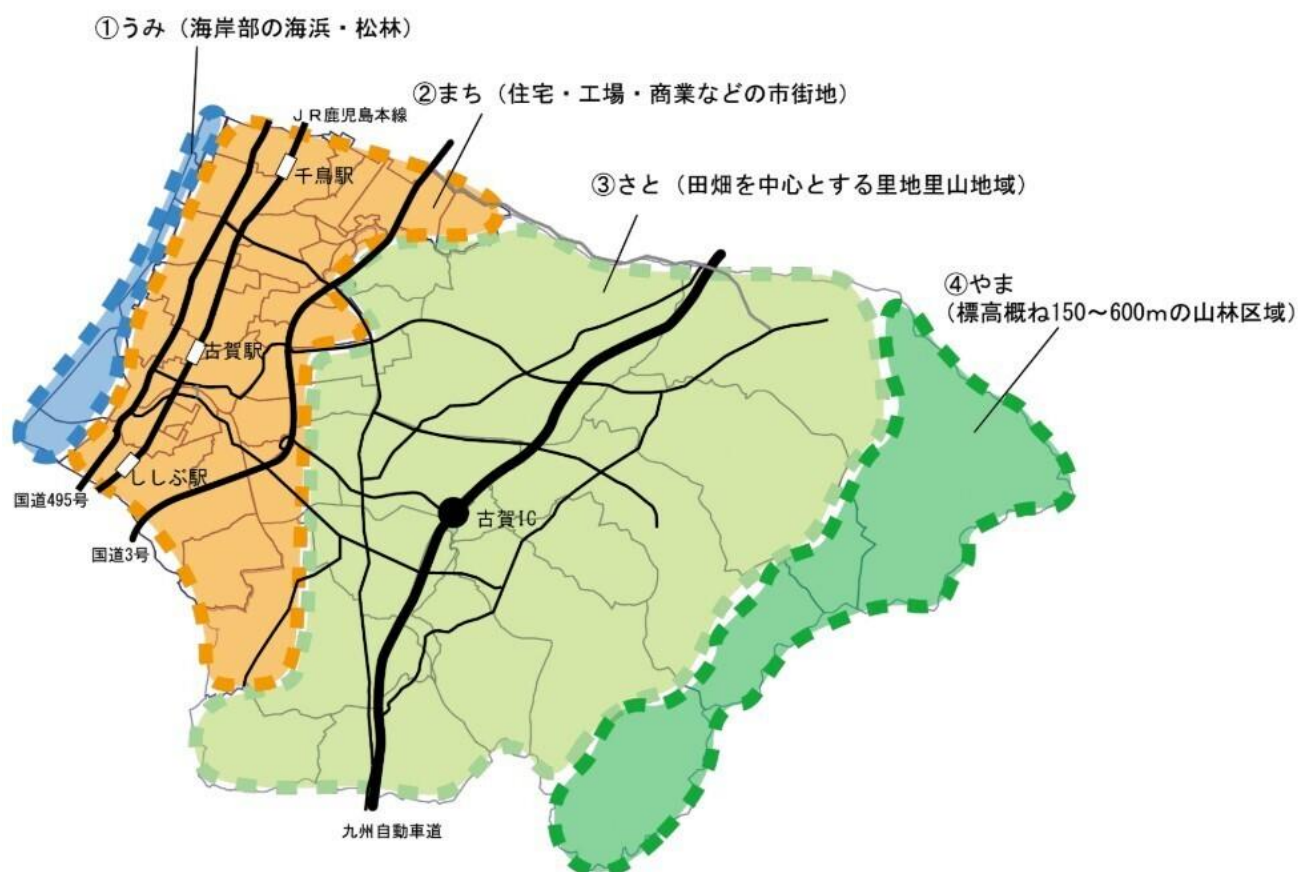 ①うみ（海岸部の海浜・松林）
②まち（住宅・工場・商業などの市街地）
ＪＲ鹿児島本線
千鳥駅
③さと（田畑を中心とする里地里山地域）
④やま
（標高概ね150～600ｍの山林区域）
古賀駅
ししぶ駅
国道495号
古賀IC
国道3号
九州自動車道